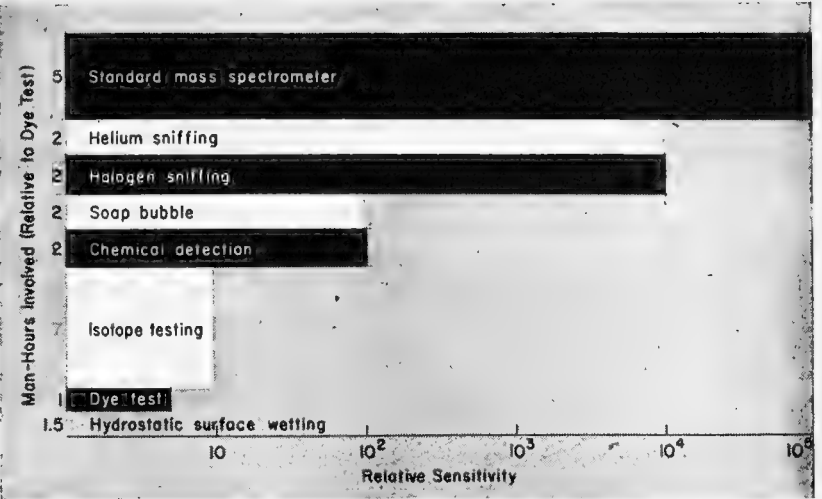 Man-Hours Involved (Relative to Dye Test)
5 Standard mass spectrometer
2 Helium sniffing
2 Halogen sniffing
2 Soap bubble
2 Chemical detection
7 Isotope testing
1 Dye test
1.5 Hydrostatic surface wetting
10 10² 10³ 10⁴ 10⁵
Relative Sensitivity